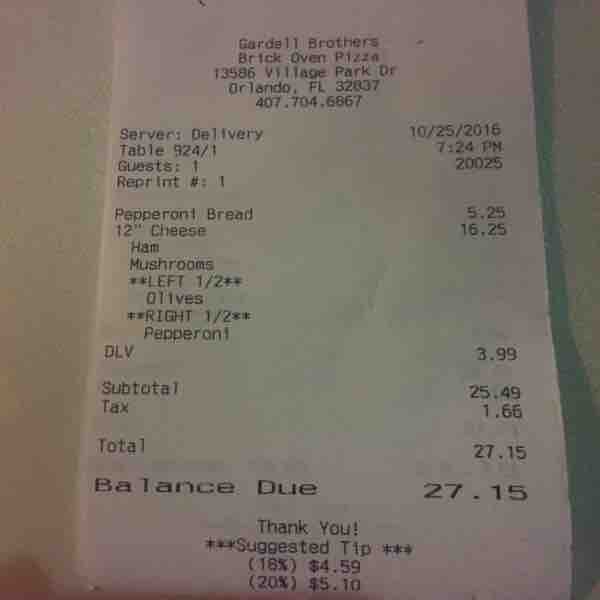 Gardell Brothers
Brick Oven Pizza
13586 Village Park Dr
Orlando, FL 32837
407.704.6667
Server: Delivery 10/25/2016
Table 924/1 7:24 PM
Guests: 1 20025
Reprint #: 1
Pepperoni Bread 5.25
12" Cheese 16.25
Ham
Mushrooms
**LEFT 1/2**
Olives
**RIGHT 1/2**
Pepperoni
DLV 3.99
Subtotal 25.49
Tax 1.66
Total 27.15
Balance Due 27.15
Thank You!
***Suggested Tip ***
(18%) $4.59
(20%) $5.10